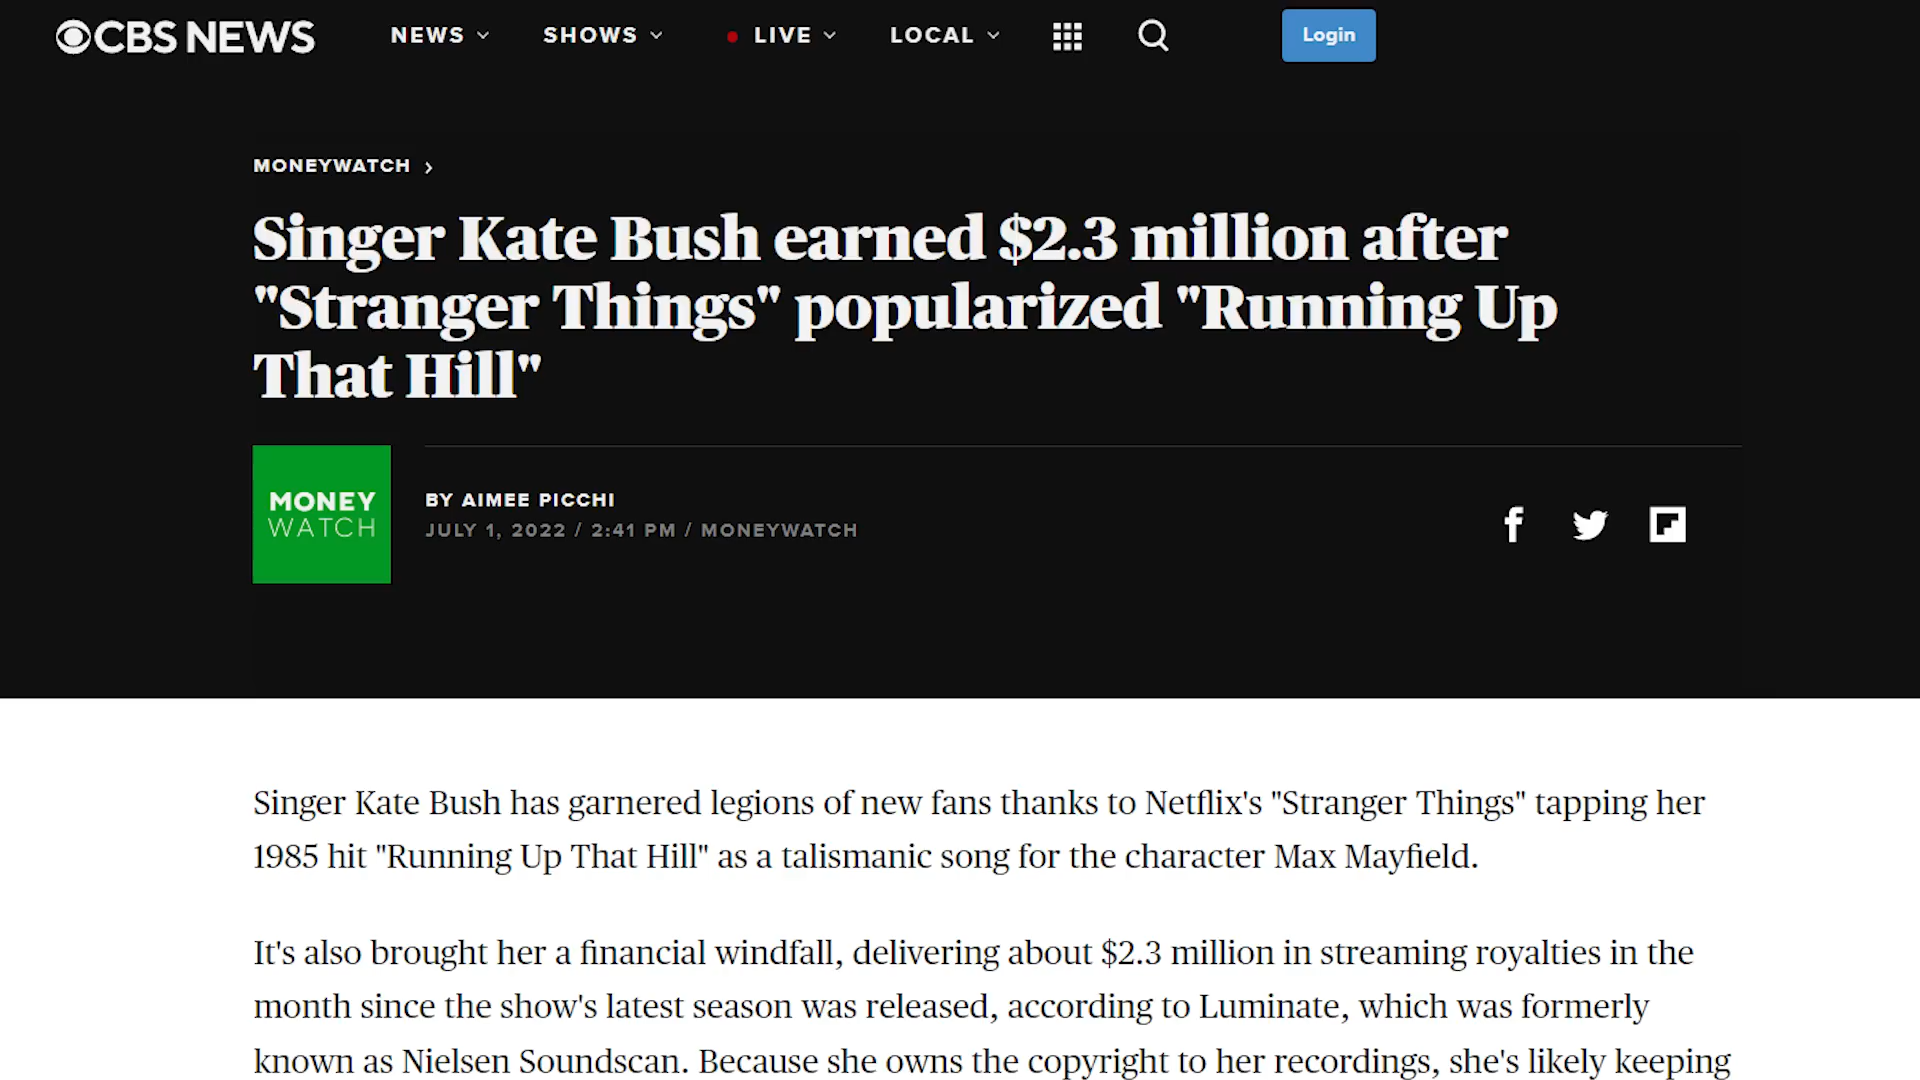 CBS NEWS NEWS SHOWS LIVE LOCAL Login
MONEYWATCH
Singer Kate Bush earned $2.3 million after
"Stranger Things" popularized "Running Up
That Hill"
MONEY
WATCH
BY AIMEE PICCHI
JULY 1, 2022 / 2:41 PM / MONEYWATCH
Singer Kate Bush has garnered legions of new fans thanks to Netflix's "Stranger Things" tapping her
1985 hit "Running Up That Hill" as a talismanic song for the character Max Mayfield.
It's also brought her a financial windfall, delivering about $2.3 million in streaming royalties in the
month since the show's latest season was released, according to Luminate, which was formerly
known as Nielsen Soundscan. Because she owns the copyright to her recordings, she's likely keeping